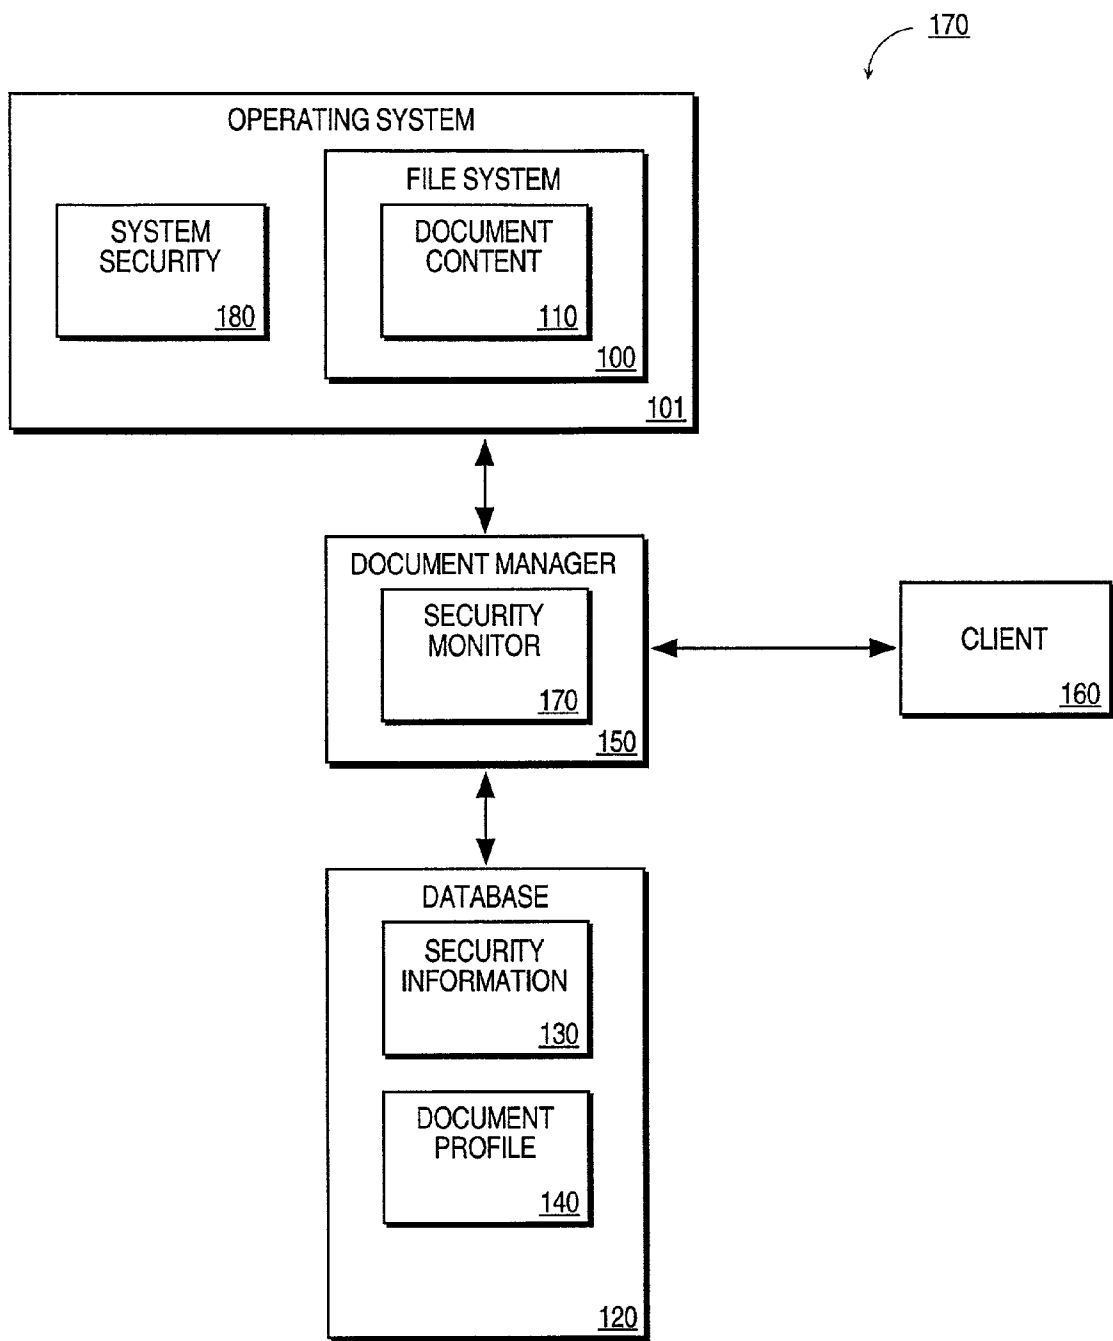 170
OPERATING SYSTEM
FILE SYSTEM
SYSTEM
SECURITY
180
DOCUMENT
CONTENT
110
100
101
DOCUMENT MANAGER
SECURITY
MONITOR
170
150
CLIENT
160
DATABASE
SECURITY
INFORMATION
130
DOCUMENT
PROFILE
140
120